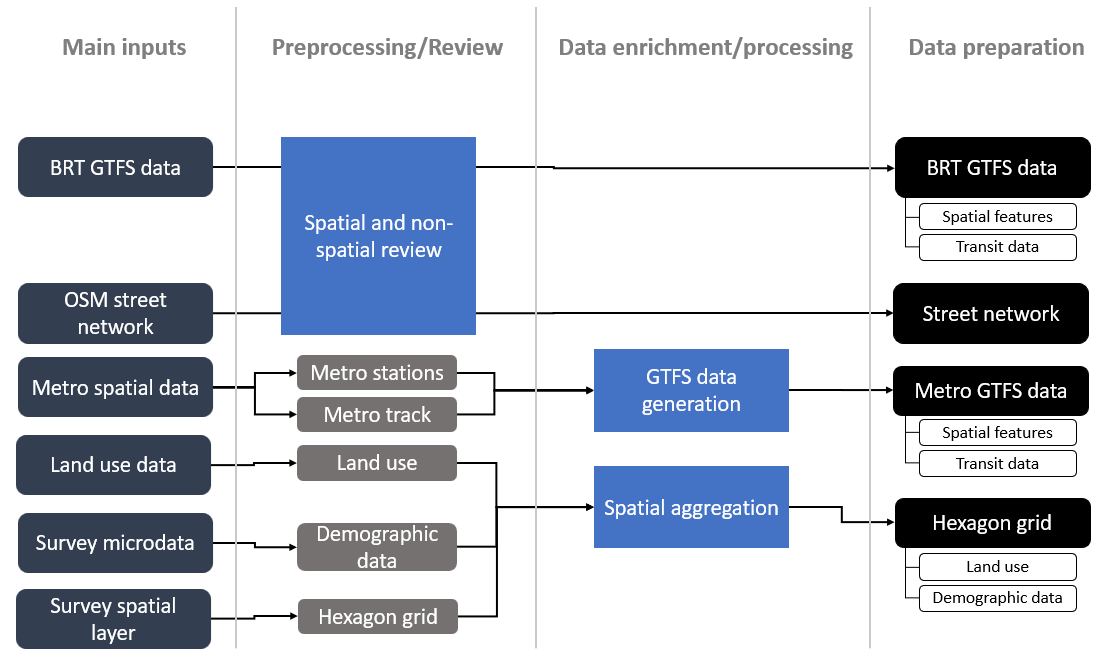 Main inputs
Preprocessing/Review
Data enrichment/processing
Data preparation
BRT GTFS data
OSM street
network
Metro spatial data
Land use data
Survey microdata
Survey spatial
layer
Spatial and non-
spatial review
Metro stations
Metro track
Land use
Demographic
data
Hexagon grid
GTFS data
generation
Spatial aggregation
BRT GTFS data
Spatial features
Transit data
Street network
Metro GTFS data
Spatial features
Transit data
Hexagon grid
Land use
Demographic data